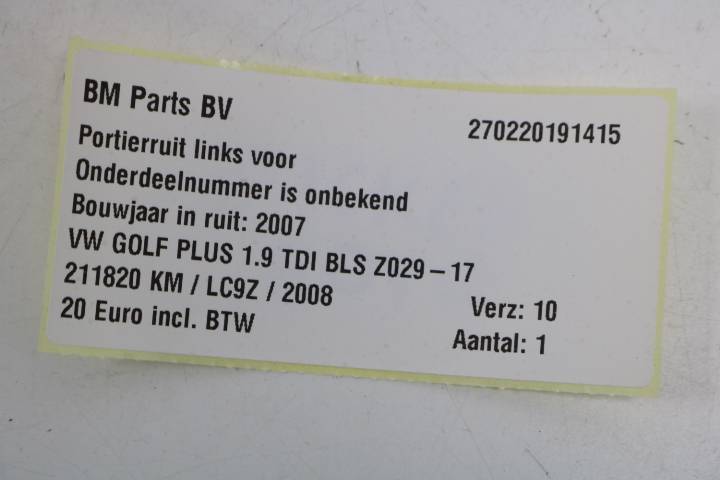 BM Parts BV
270220191415
Portierruit links voor
Onderdeelnummer is onbekend
Bouwjaar in ruit: 2007
VW GOLF PLUS 1.9 TDI BLS Z029-17
211820 KM / LC9Z / 2008
Verz: 10
20 Euro incl. BTW
Aantal: 1